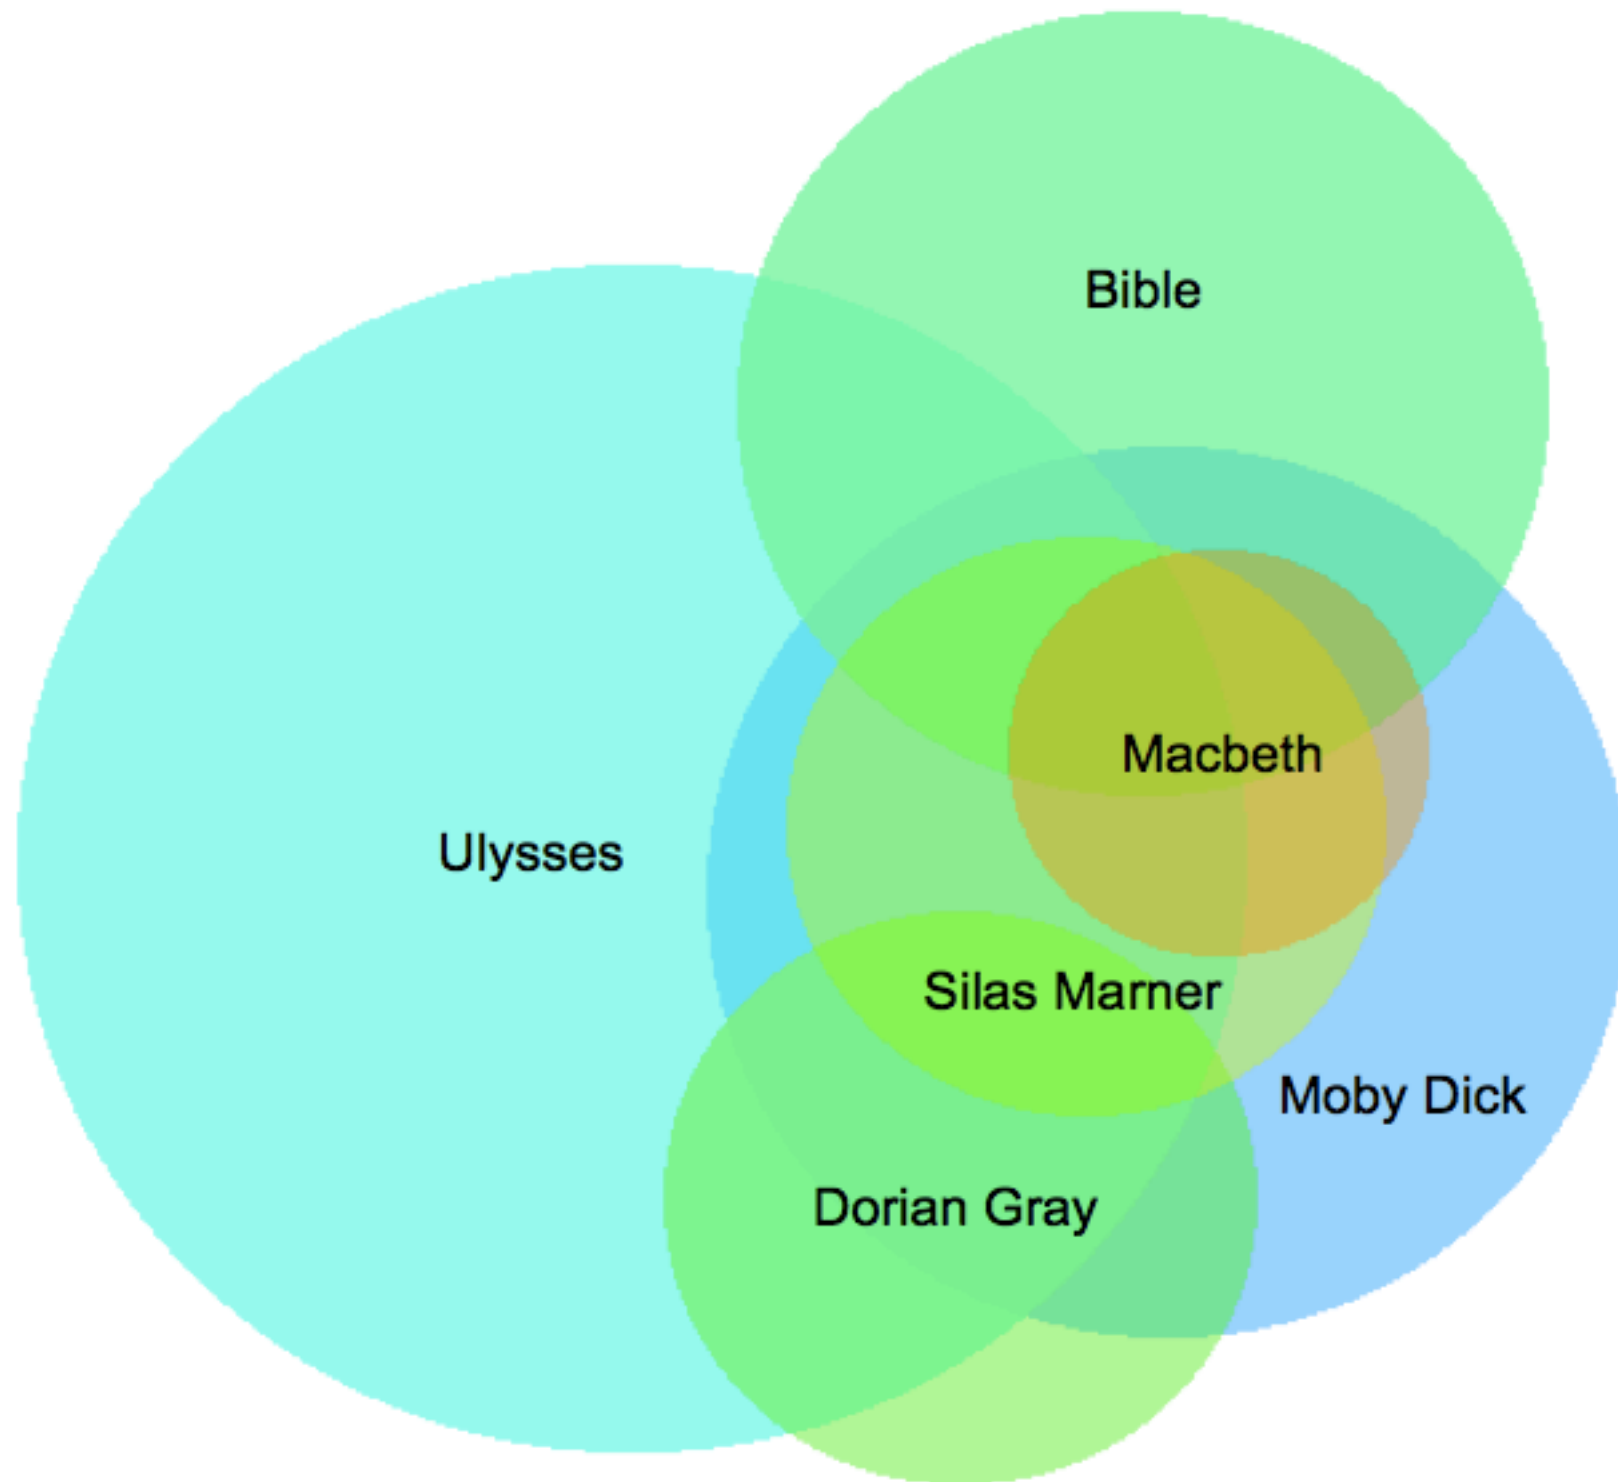 Bible
Macbeth
Ulysses
Silas Marner
Moby Dick
Dorian Gray